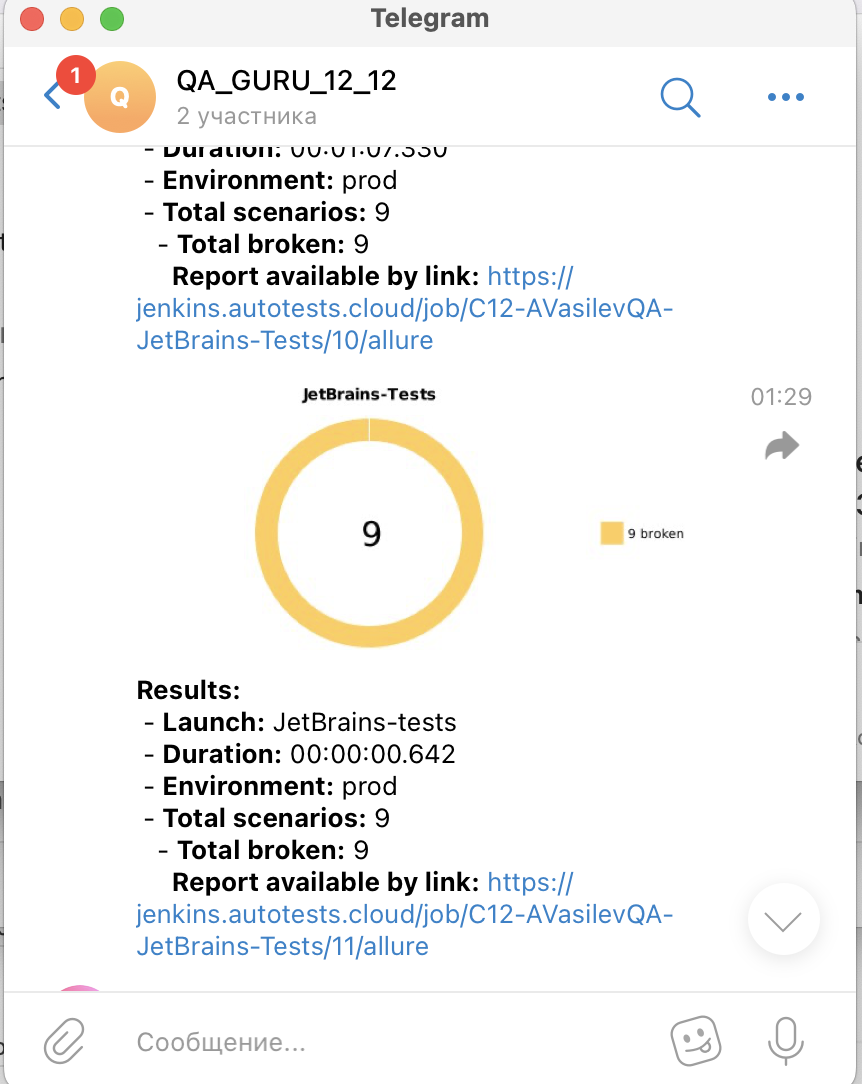 Telegram
1
Q
QA_GURU_12_12
2 участника
- Duration: 00:01:07.330
- Environment: prod
- Total scenarios: 9
- Total broken: 9
Report available by link: https://
jenkins.autotests.cloud/job/C12-AVasilevQA-
JetBrains-Tests/10/allure
JetBrains-Tests
01:29
9
9 broken
Results:
- Launch: JetBrains-tests
- Duration: 00:00:00.642
- Environment: prod
- Total scenarios: 9
- Total broken: 9
Report available by link: https://
jenkins.autotests.cloud/job/C12-AVasilevQA-
JetBrains-Tests/11/allure
Сообщение...